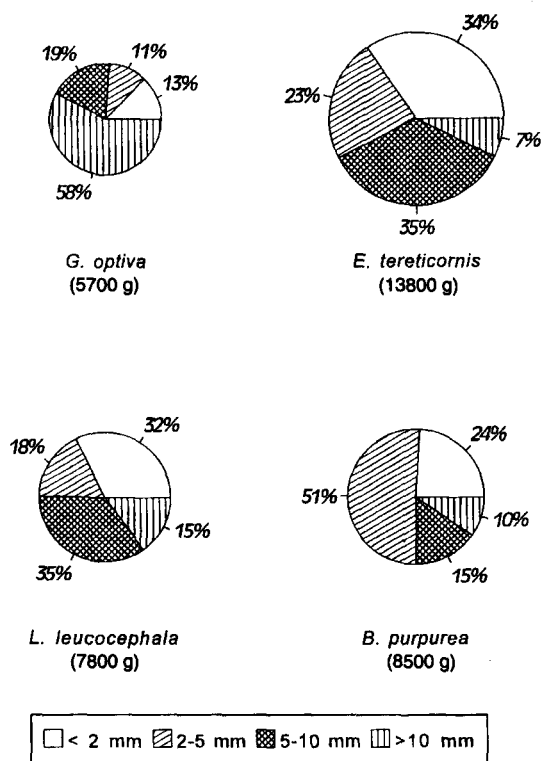 19%
11%
13%
58%
G. optiva
(5700 g)
34%
23%
7%
35%
E. tereticornis
(13800 g)
32%
18%
15%
35%
L. leucocephala
(7800 g)
24%
51%
10%
15%
B. purpurea
(8500 g)
< 2 mm 2-5 mm 5-10 mm >10 mm